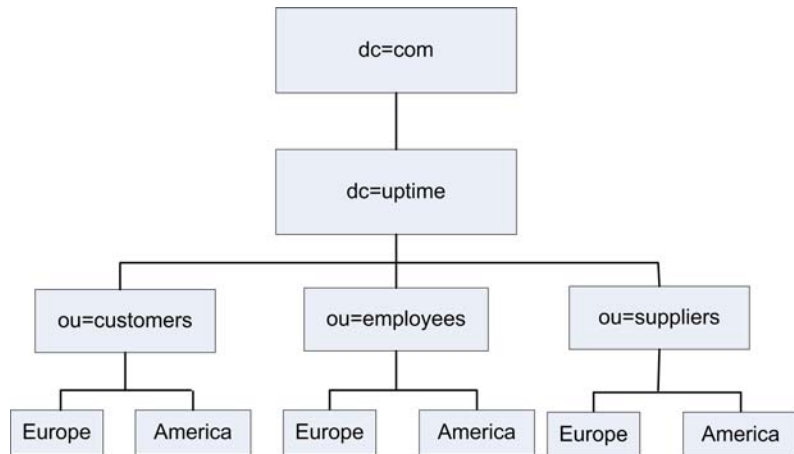 dc=com
dc=uptime
ou=customers
ou=employees
ou=suppliers
Europe
America
Europe
America
Europe
America